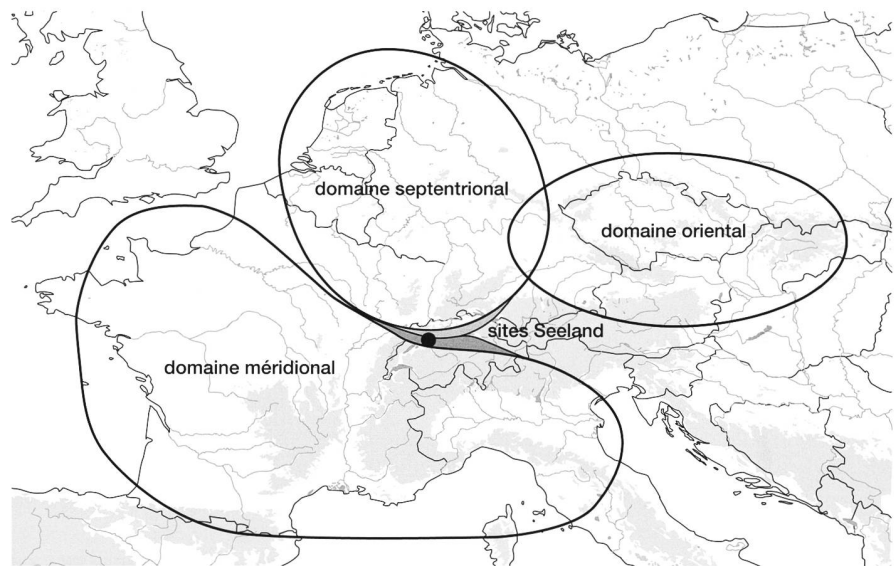 domaine septentrional
domaine oriental
sites Seeland
domaine méridional